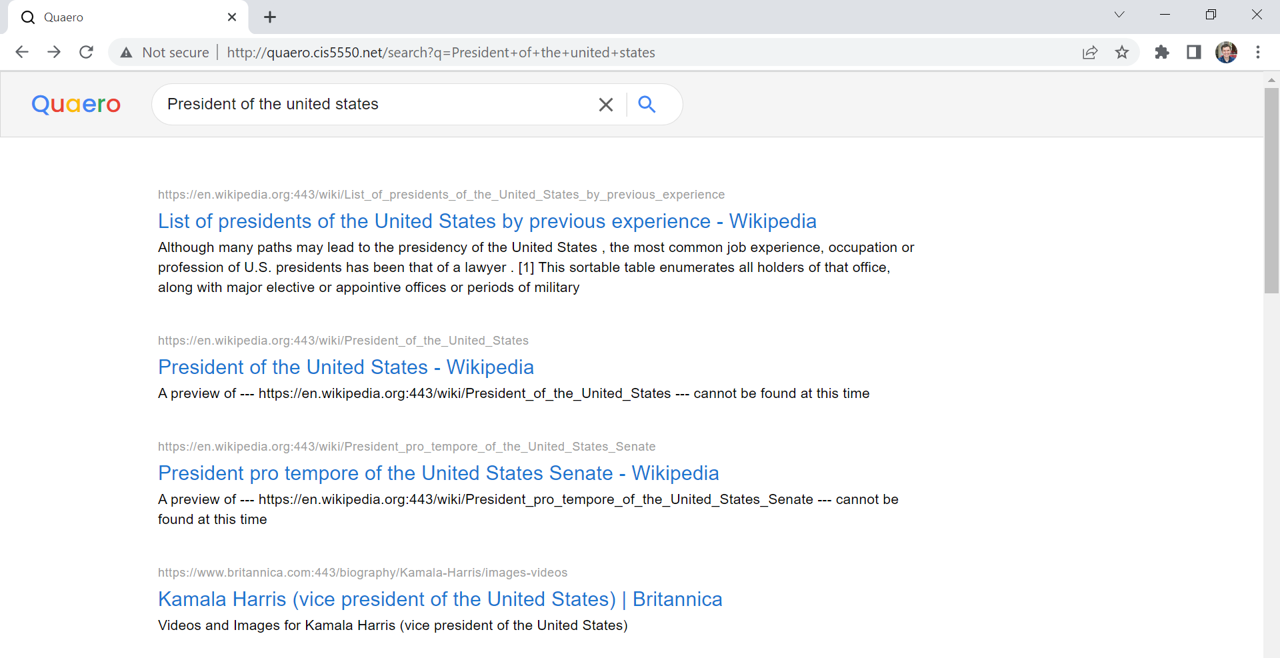 Quaero
Not secure | http://quaero.cis5550.net/search?q=President+of+the+united+states
Quaero
President of the united states
https://en.wikipedia.org:443/wiki/List_of_presidents_of_the_United_States_by_previous_experience
List of presidents of the United States by previous experience - Wikipedia
Although many paths may lead to the presidency of the United States , the most common job experience, occupation or
profession of U.S. presidents has been that of a lawyer . [1] This sortable table enumerates all holders of that office,
along with major elective or appointive offices or periods of military
https://en.wikipedia.org:443/wiki/President_of_the_United_States
President of the United States - Wikipedia
A preview of --- https://en.wikipedia.org:443/wiki/President_of_the_United_States --- cannot be found at this time
https://en.wikipedia.org:443/wiki/President_pro_tempore_of_the_United_States_Senate
President pro tempore of the United States Senate - Wikipedia
A preview of --- https://en.wikipedia.org:443/wiki/President_pro_tempore_of_the_United_States_Senate --- cannot be
found at this time
https://www.britannica.com:443/biography/Kamala-Harris/images-videos
Kamala Harris (vice president of the United States) | Britannica
Videos and Images for Kamala Harris (vice president of the United States)